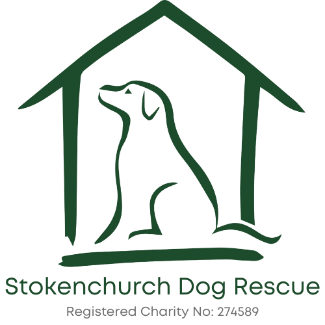 Stokenchurch Dog Rescue
Registered Charity No: 274589